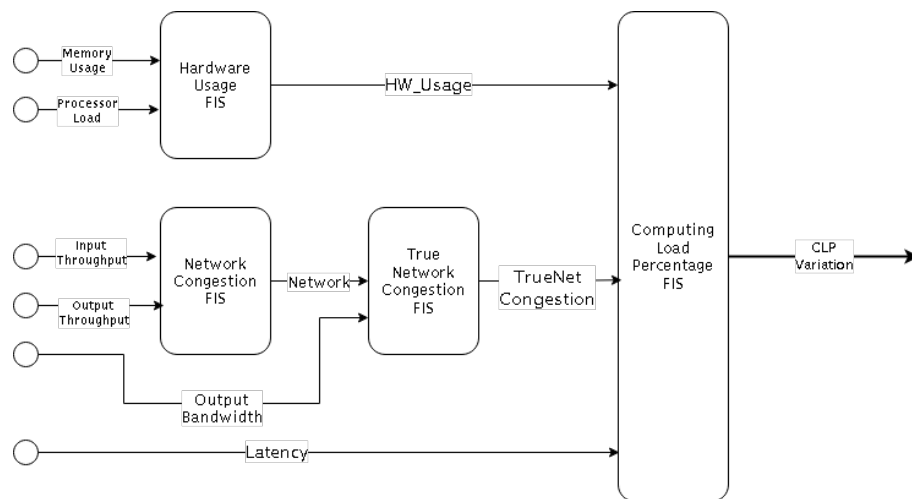 Memory
Usage
Processor
Load
Hardware
Usage
FIS
HW_Usage
Input
Throughput
Output
Throughput
Network
Congestion
FIS
Network
True
Network
Congestion
FIS
TrueNet
Congestion
Output
Bandwidth
Latency
Computing
Load
Percentage
FIS
CLP
Variation